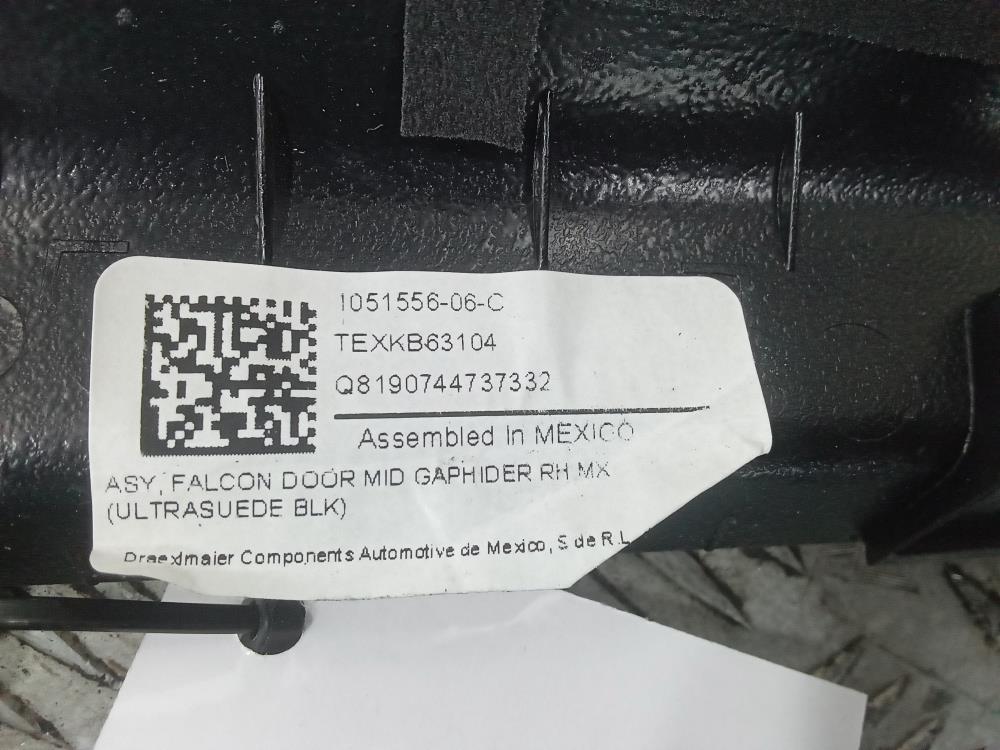 1051556-06-C
TEXKB63104
Q8190744737332
Assembled In MEXICO
ASY, FALCON DOOR MID GAPHIDER RH MX
(ULTRASUEDE BLK)
Draexlmaier Components Automotive de Mexico, S de R.L